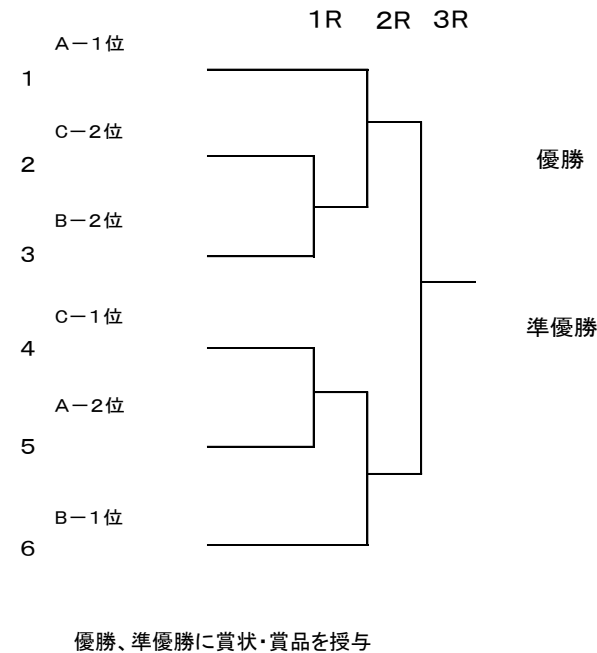 １R ２R ３R
A－１位
1
C－２位
2
優勝
B－２位
3
C－１位
準優勝
4
A－２位
5
B－１位
6
優勝、準優勝に賞状・賞品を授与